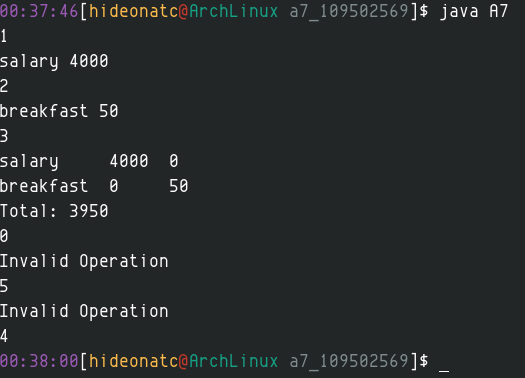 00:37:46[hideonatc@ArchLinux a7_109502569]$ java A7
1
salary 4000
2
breakfast 50
3
salary     4000  0
breakfast  0     50
Total: 3950
0
Invalid Operation
5
Invalid Operation
4
00:38:00[hideonatc@ArchLinux a7_109502569]$ _